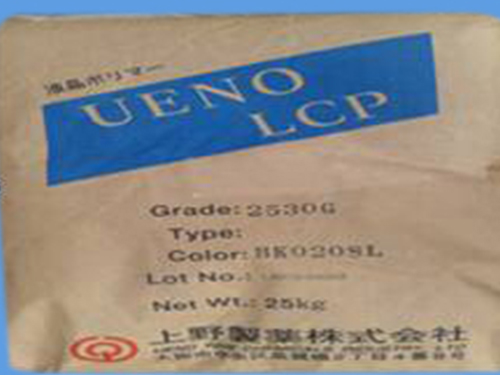 液晶ポリマー
UENO
LCP
Grade: 2530G
Type:
Color: BK020SL
Lot No.:
Net Wt.: 25kg
上野製薬株式会社